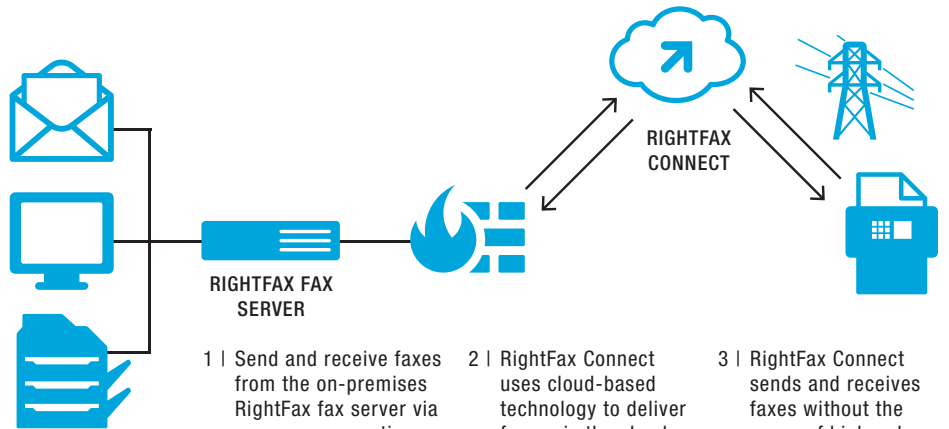 RIGHTFAX
CONNECT
RIGHTFAX FAX
SERVER
1 | Send and receive faxes
from the on-premises
RightFax fax server via
2 | RightFax Connect
uses cloud-based
technology to deliver
3 | RightFax Connect
sends and receives
faxes without the